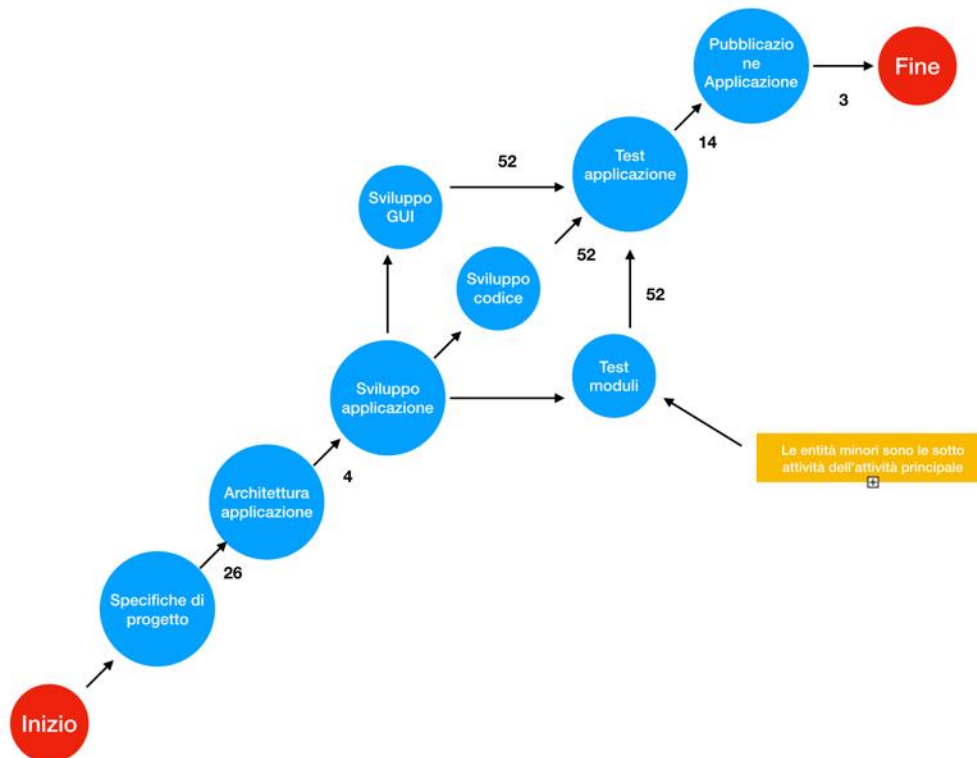 Pubblicazio
ne
Applicazione
Fine
3
14
Test
applicazione
52
Sviluppo
GUI
52
Sviluppo
codice
52
Test
moduli
Sviluppo
applicazione
Le entità minori sono le sotto
attività dell'attività principale
4
Architettura
applicazione
26
Specifiche di
progetto
Inizio